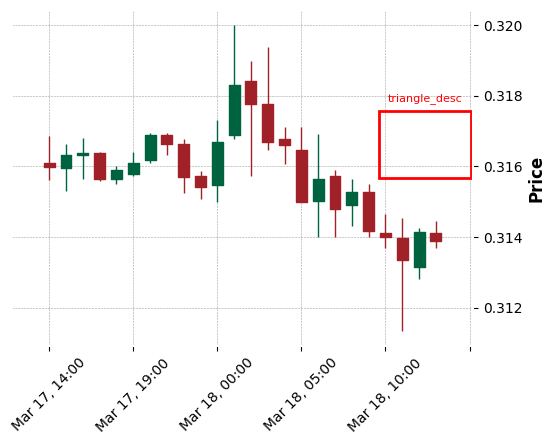 0.320
0.318
triangle_desc
0.316
0.314
0.312
Price
Mar 17, 14:00
Mar 17, 19:00
Mar 18, 00:00
Mar 18, 05:00
Mar 18, 10:00